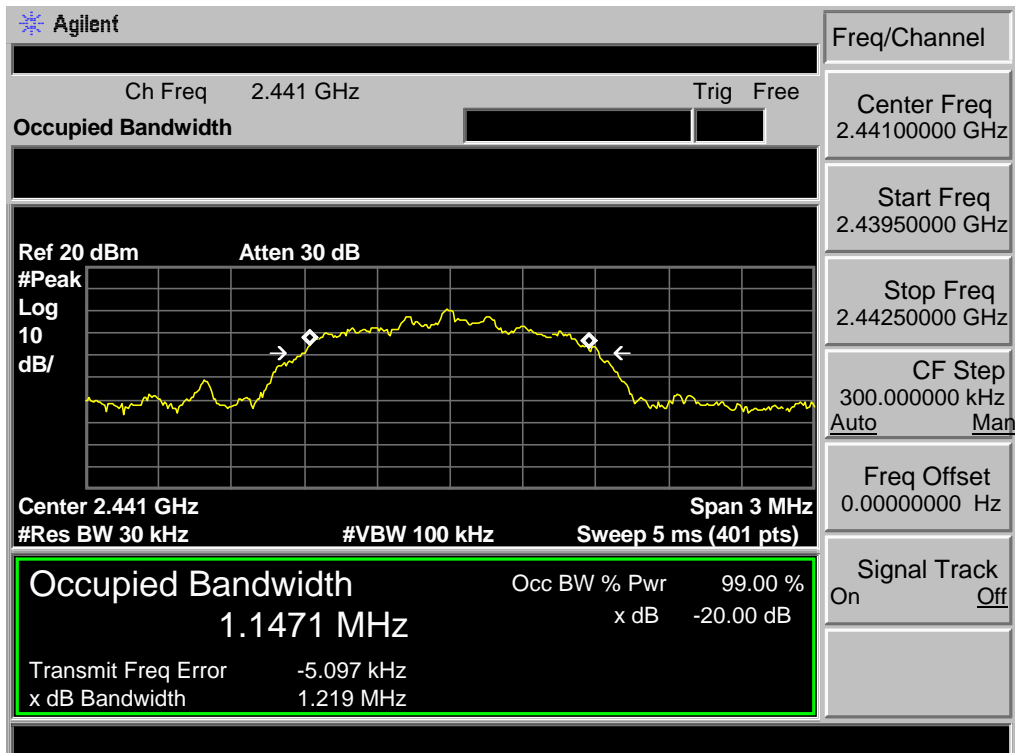 Agilent
Freq/Channel
Ch Freq 2.441 GHz Trig Free
Occupied Bandwidth
Center Freq
2.44100000 GHz
Start Freq
2.43950000 GHz
Stop Freq
2.44250000 GHz
CF Step
300.000000 kHz
Auto Man
Freq Offset
0.00000000 Hz
Signal Track
On Off
Ref 20 dBm Atten 30 dB
#Peak
Log
10
dB/
Center 2.441 GHz Span 3 MHz
#Res BW 30 kHz #VBW 100 kHz Sweep 5 ms (401 pts)
Occupied Bandwidth Occ BW % Pwr 99.00 %
1.1471 MHz x dB -20.00 dB
Transmit Freq Error -5.097 kHz
x dB Bandwidth 1.219 MHz